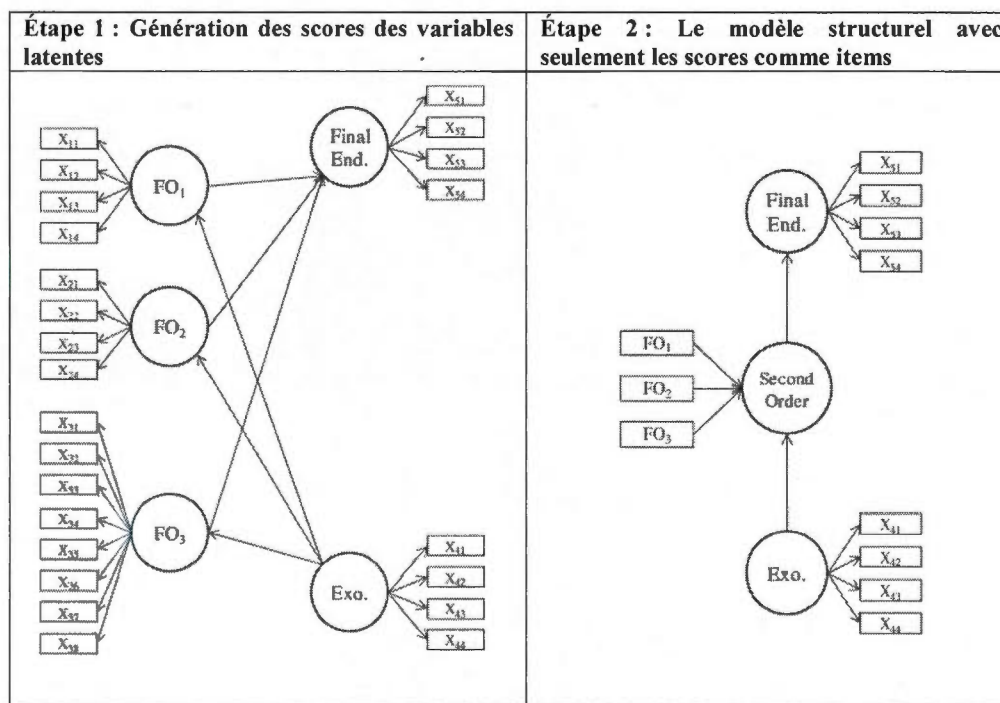 Étape 1 : Génération des scores des variables
latentes
Étape 2 : Le modèle structurel avec
seulement les scores comme items
X11
X12
X13
X14
FO1
X21
X22
X23
X24
FO2
X31
X32
X33
X34
X35
X36
X37
X38
FO3
Final
End.
X51
X52
X53
X54
Exo.
X41
X42
X43
X44
Final
End.
X51
X52
X53
X54
FO1
FO2
FO3
Second
Order
Exo.
X41
X42
X43
X44